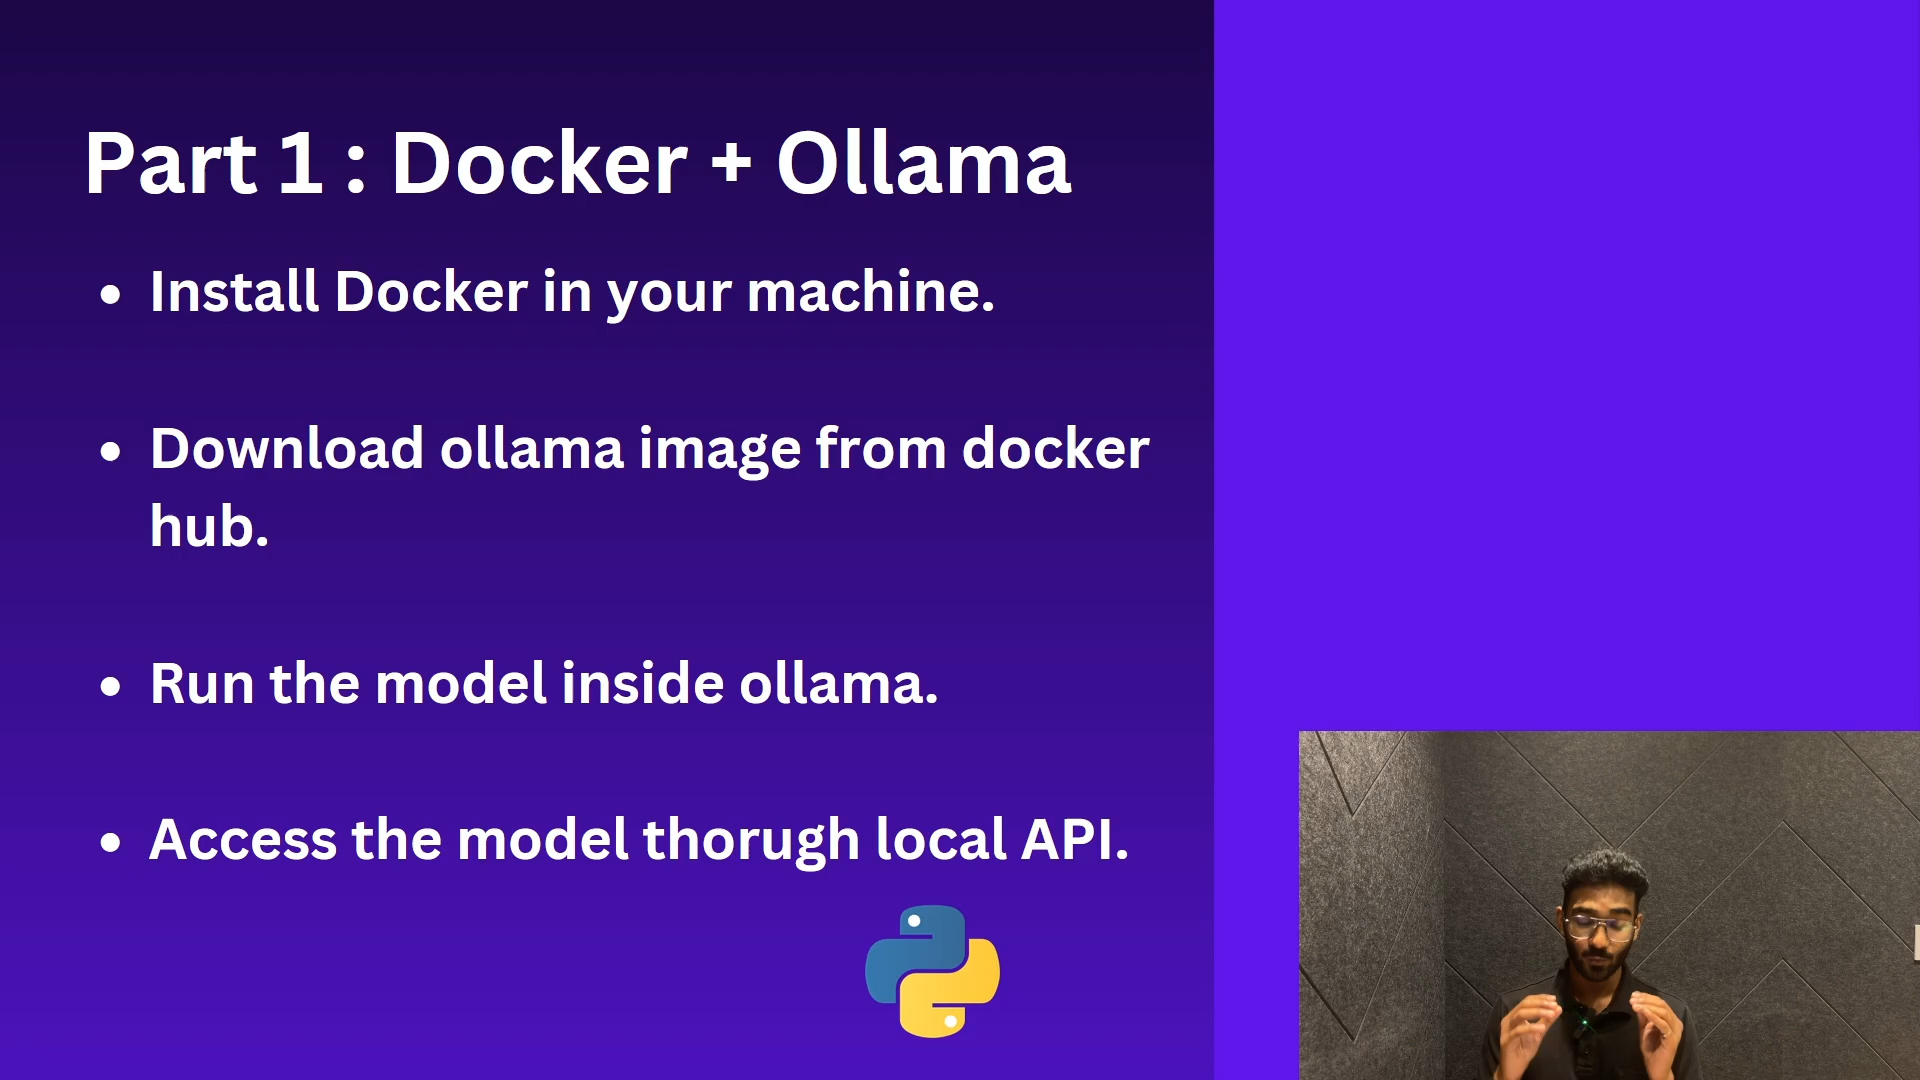 Part 1 : Docker + Ollama
• Install Docker in your machine.
• Download ollama image from docker
hub.
• Run the model inside ollama.
• Access the model thorugh local API.